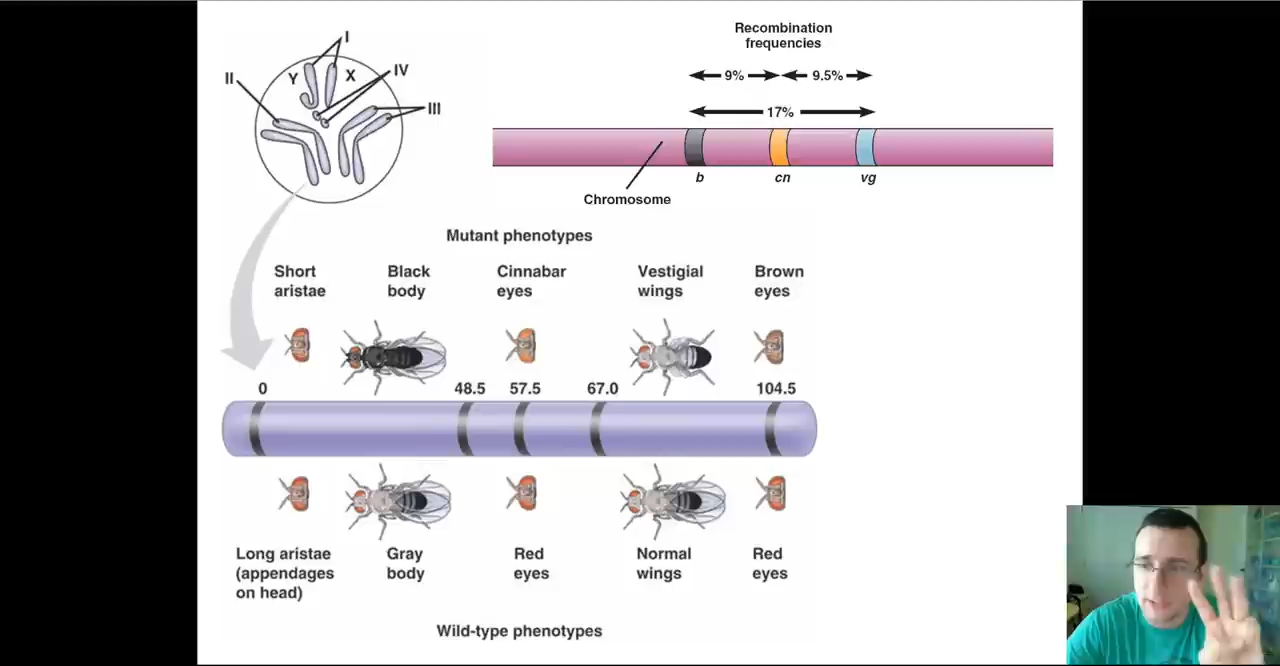 I
II
Y
X
IV
III
Recombination
frequencies
9%
9.5%
17%
b
cn
vg
Chromosome
Mutant phenotypes
Short
aristae
Black
body
Cinnabar
eyes
Vestigial
wings
Brown
eyes
0
48.5
57.5
67.0
104.5
Long aristae
(appendages
on head)
Gray
body
Red
eyes
Normal
wings
Red
eyes
Wild-type phenotypes